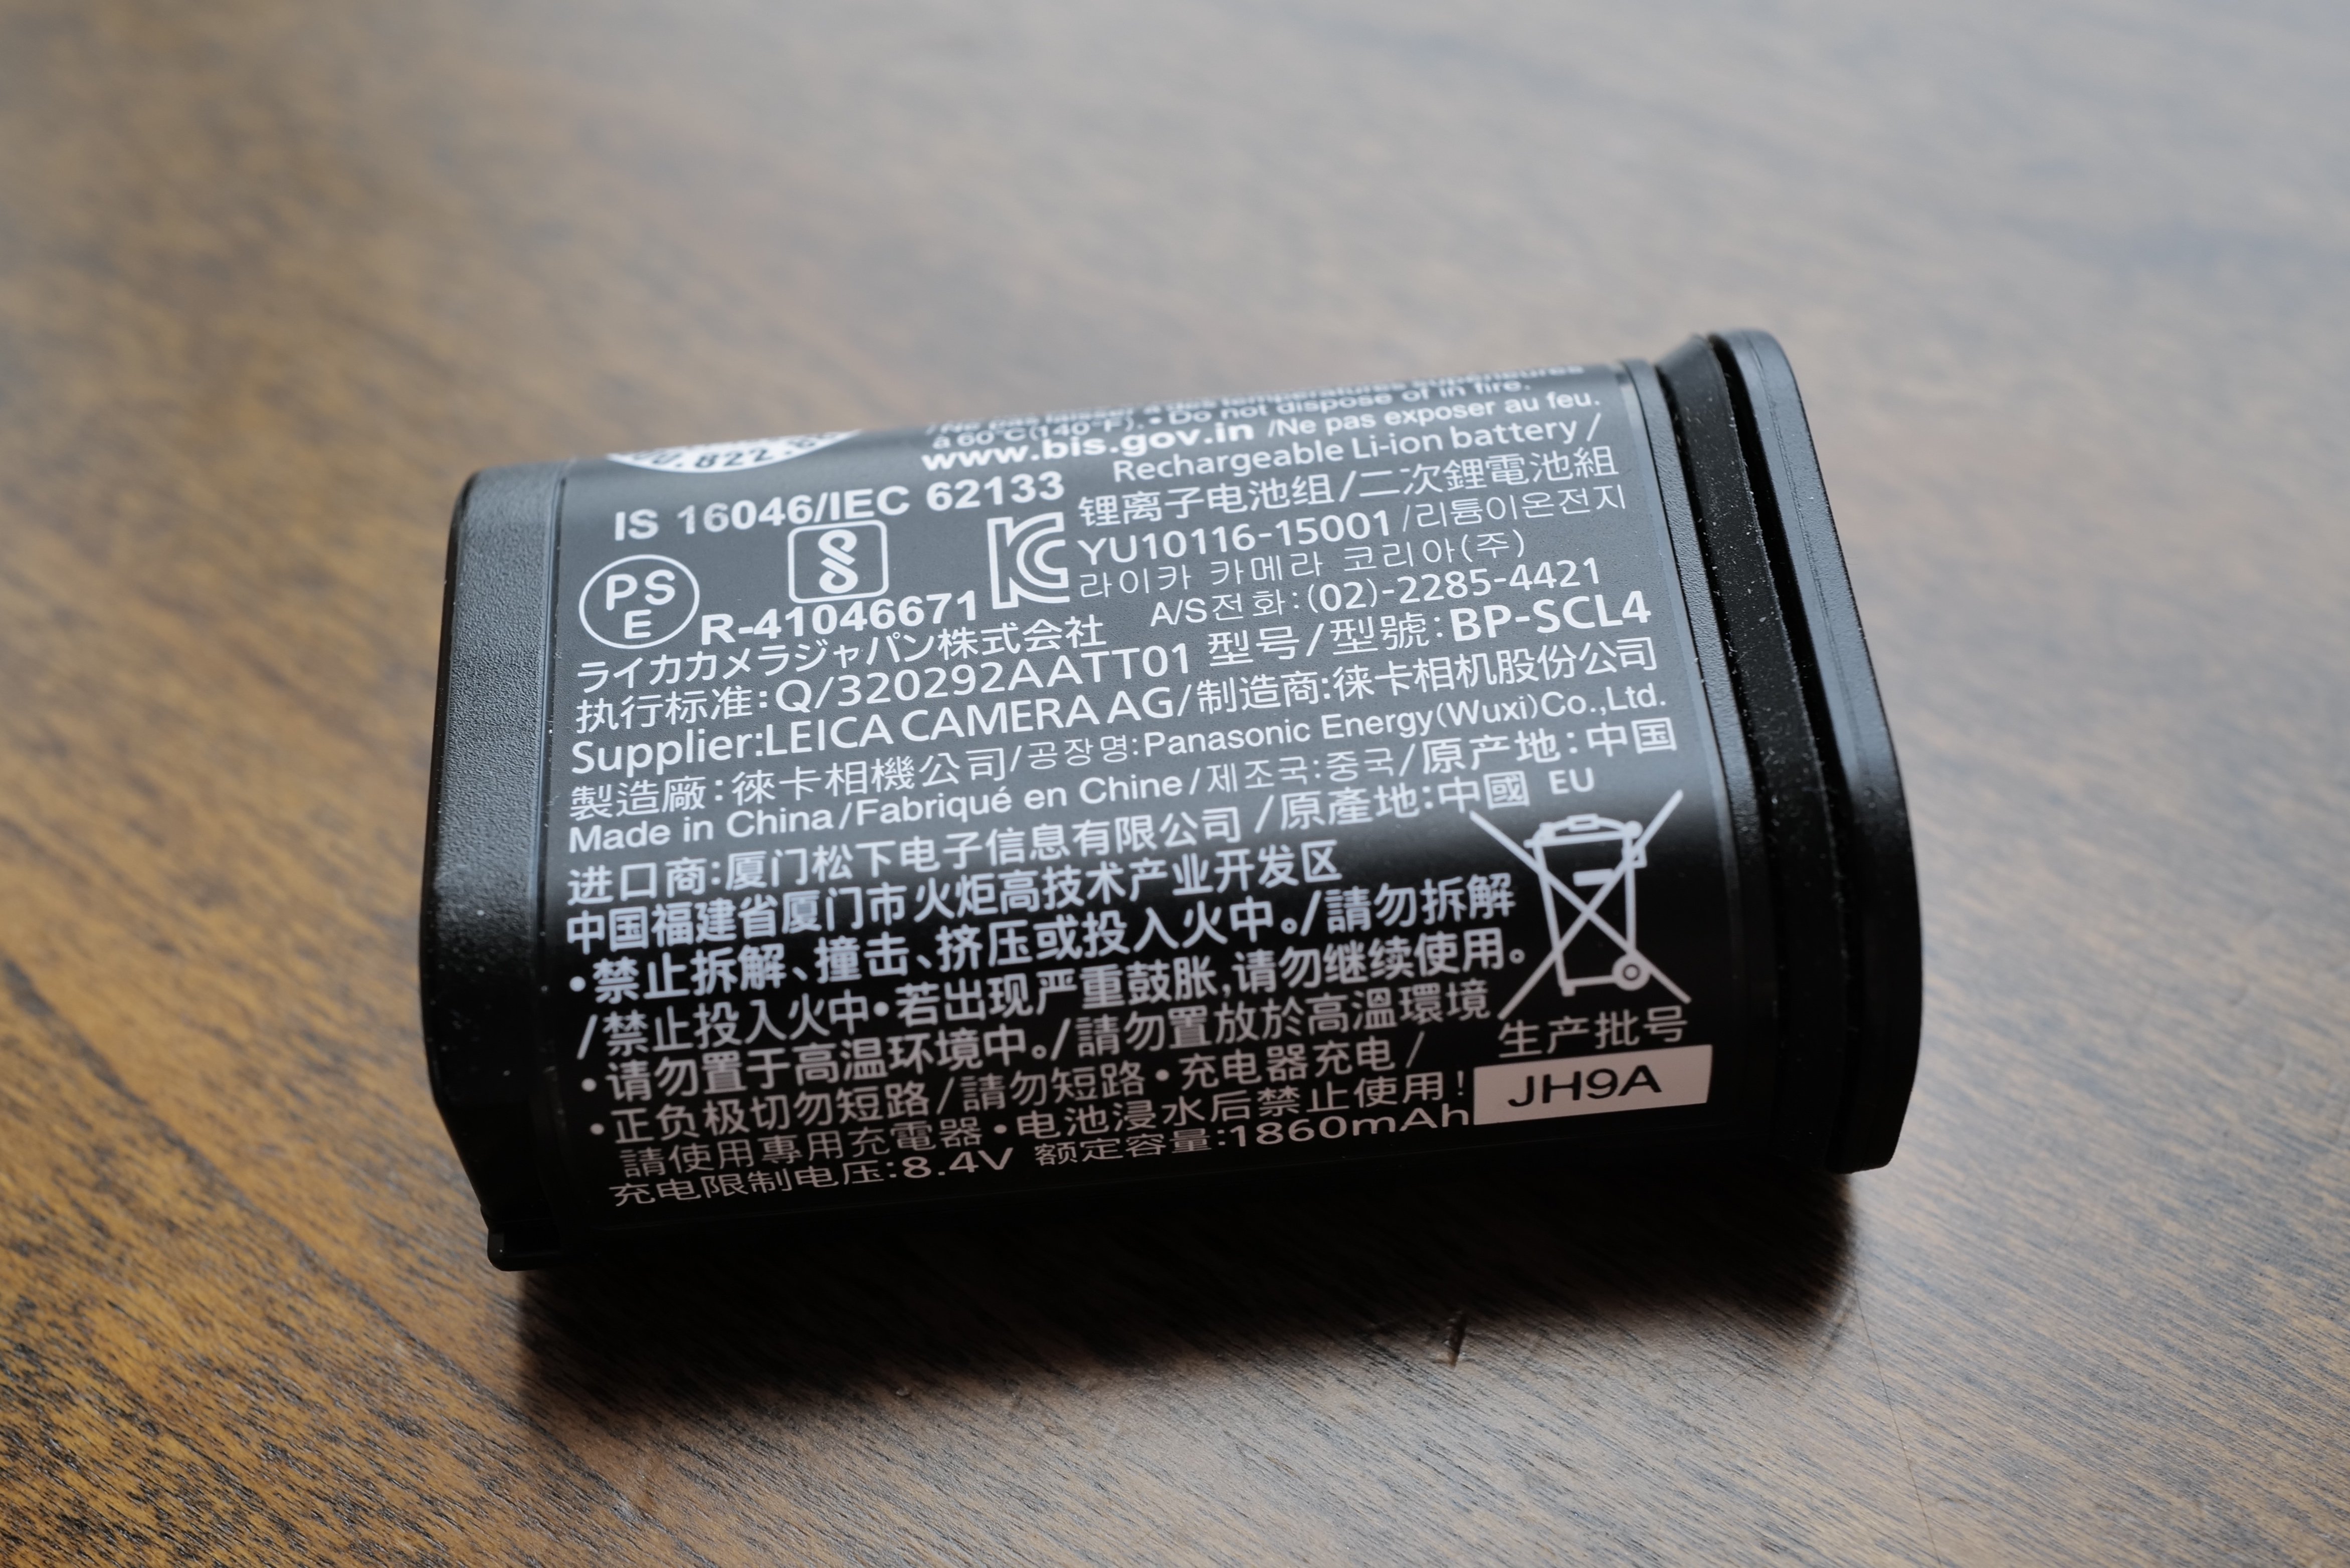 /Ne pas laisser à des températures supérieures
à 60°C(140°F). • Do not dispose of in fire.
www.bis.gov.in /Ne pas exposer au feu.
822
Rechargeable Li-ion battery /
IS 16046/IEC 62133
锂离子电池组/二次鋰電池組
YU10116-15001 /리튬이온전지
라이카 카메라 코리아(주)
PSE
R-41046671
A/S전화:(02)-2285-4421
ライカカメラジャパン株式会社
执行标准:Q/320292AATT01 型号/型號:BP-SCL4
Supplier:LEICA CAMERA AG/制造商:徕卡相机股份公司
製造廠:徠卡相機公司/공장명:Panasonic Energy(Wuxi)Co.,Ltd.
Made in China/Fabriqué en Chine/제조국:중국/原产地:中国
进口商:厦门松下电子信息有限公司 /原產地:中國 EU
中国福建省厦门市火炬高技术产业开发区
•禁止拆解、撞击、挤压或投入火中。/請勿拆解
/禁止投入火中•若出现严重鼓胀,请勿继续使用。
•请勿置于高温环境中。/請勿置放於高溫環境
生产批号
•正负极切勿短路/請勿短路•充电器充电/
JH9A
請使用專用充電器•电池浸水后禁止使用!
充电限制电压:8.4V 额定容量:1860mAh